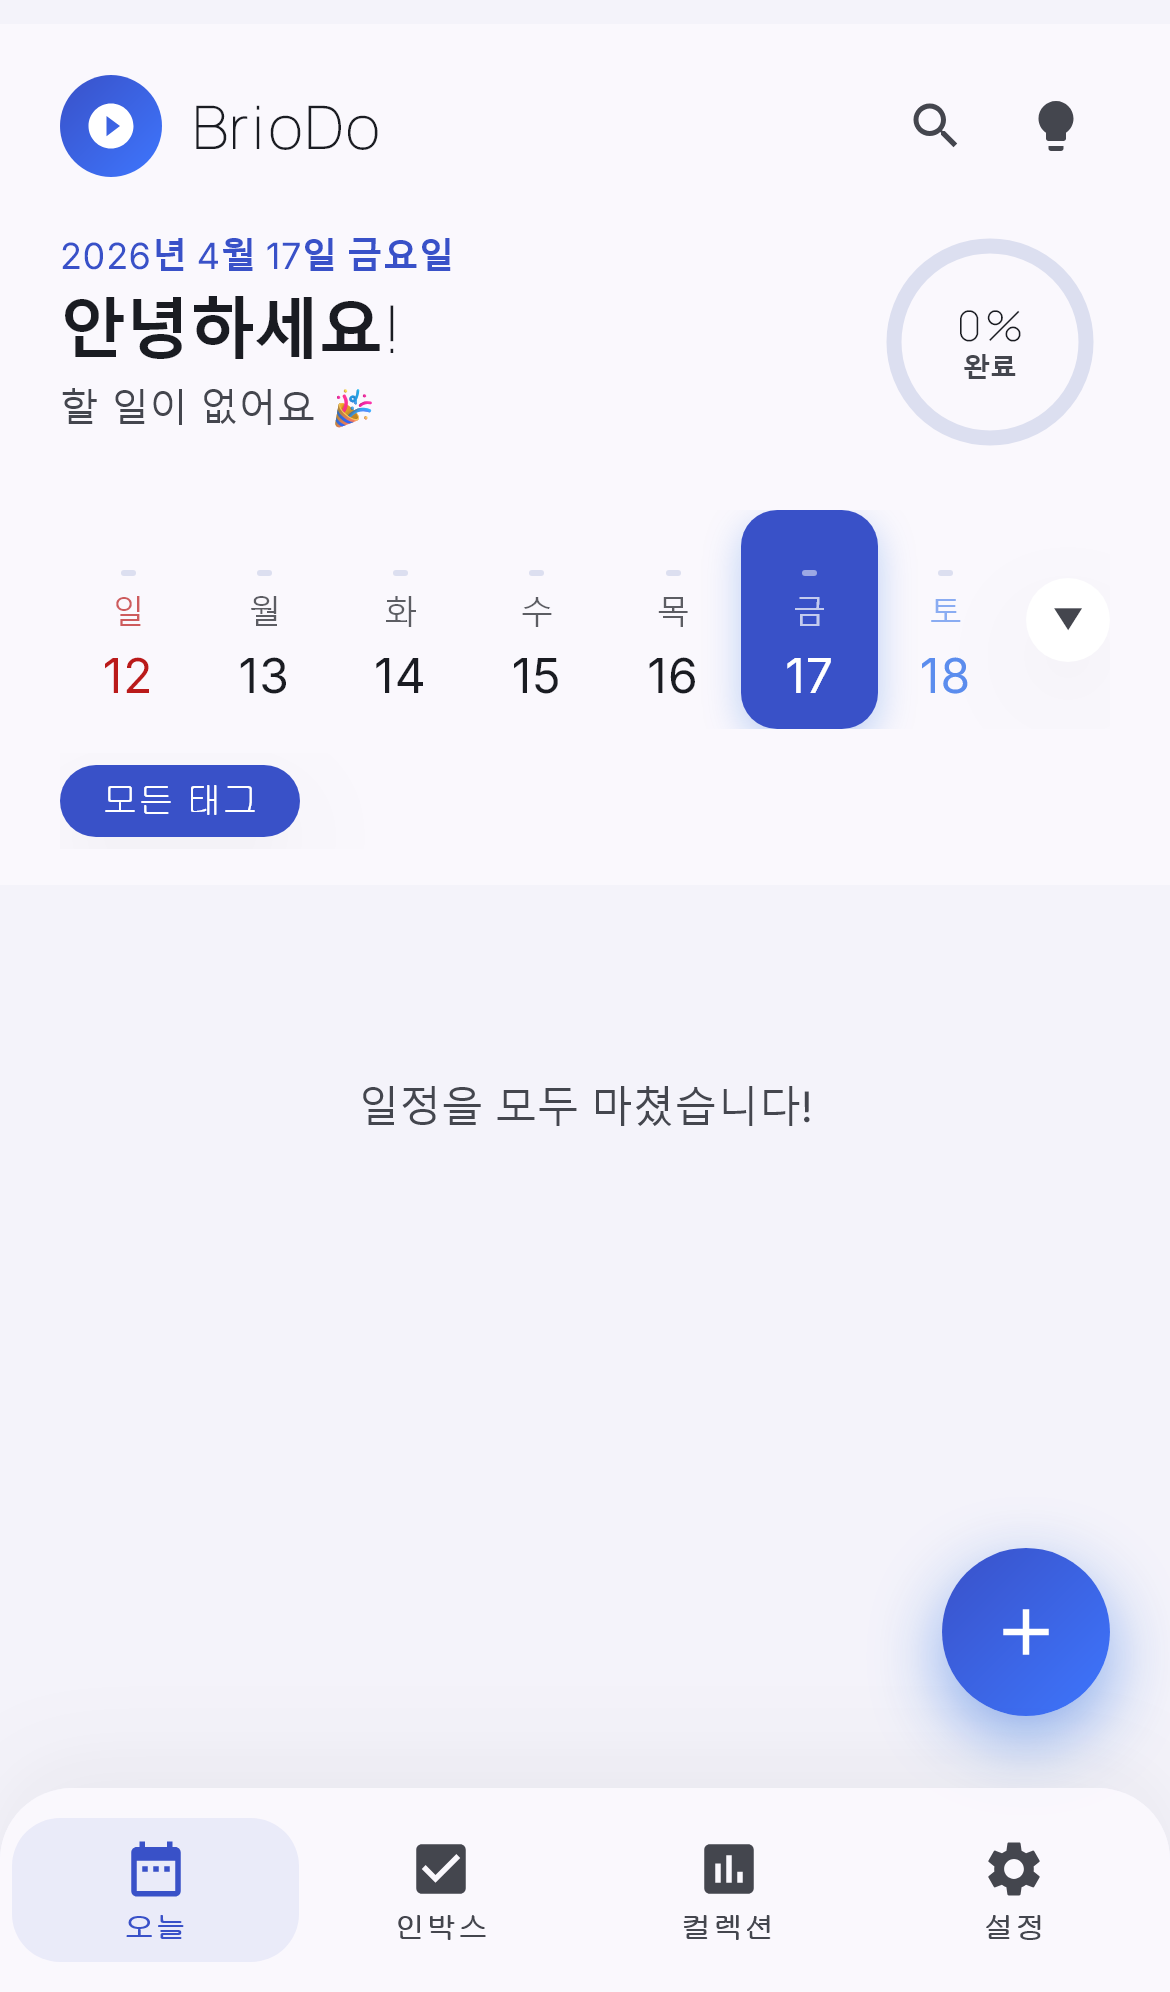 BrioDo
2026년 4월 17일 금요일
안녕하세요!
할 일이 없어요 🎉
0%
완료
일 월 화 수 목 금 토
12 13 14 15 16 17 18
모든 태그
일정을 모두 마쳤습니다!
오늘 인박스 컬렉션 설정